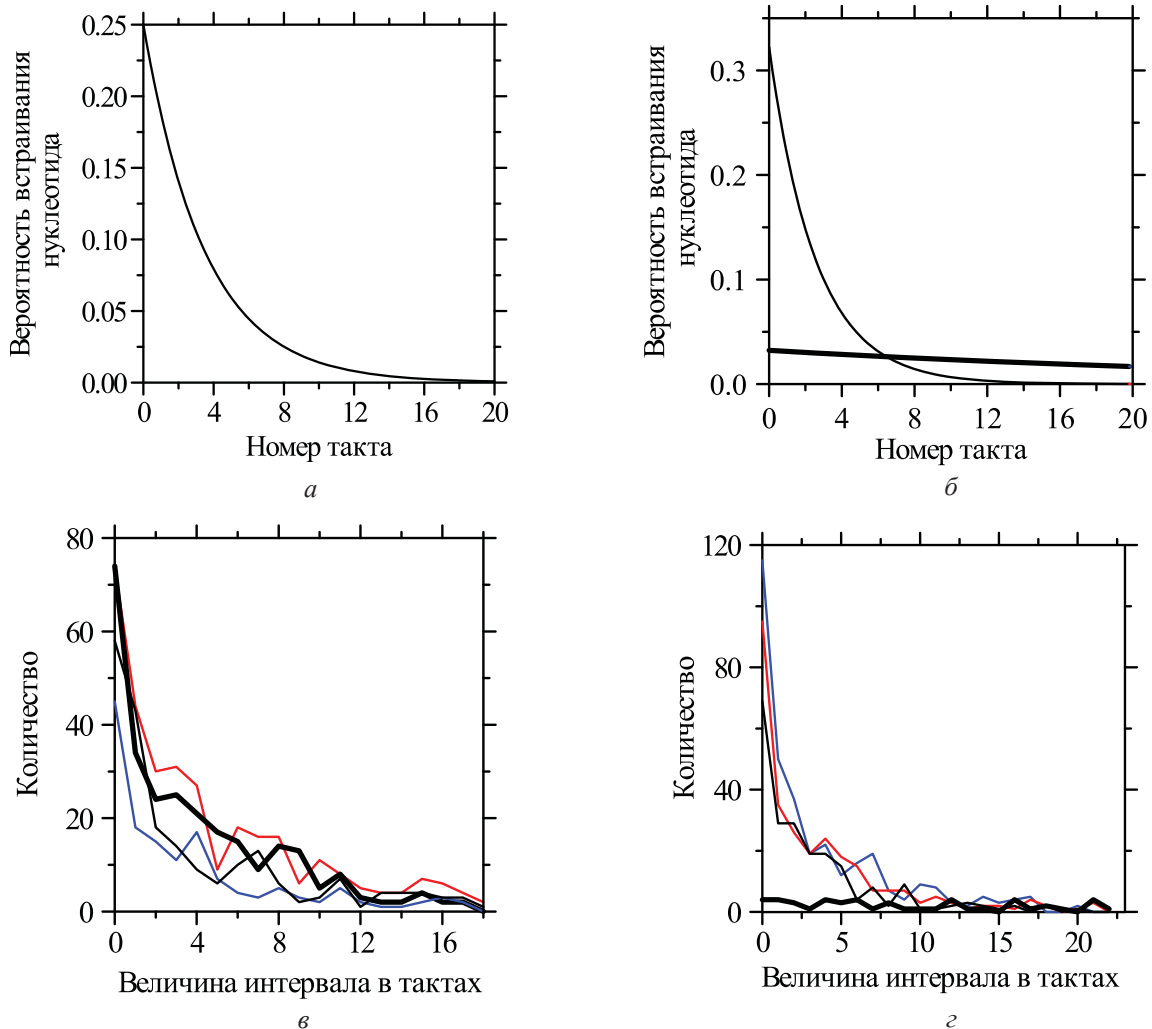 Вероятность встраивания
нуклеотида
0.25
0.20
0.15
0.10
0.05
0.00
0 4 8 12 16 20
Номер такта
а
Вероятность встраивания
нуклеотида
0.3
0.2
0.1
0.0
0 4 8 12 16 20
Номер такта
б
Количество
80
60
40
20
0
0 4 8 12 16
Величина интервала в тактах
в
Количество
120
80
40
0
0 5 10 15 20
Величина интервала в тактах
г